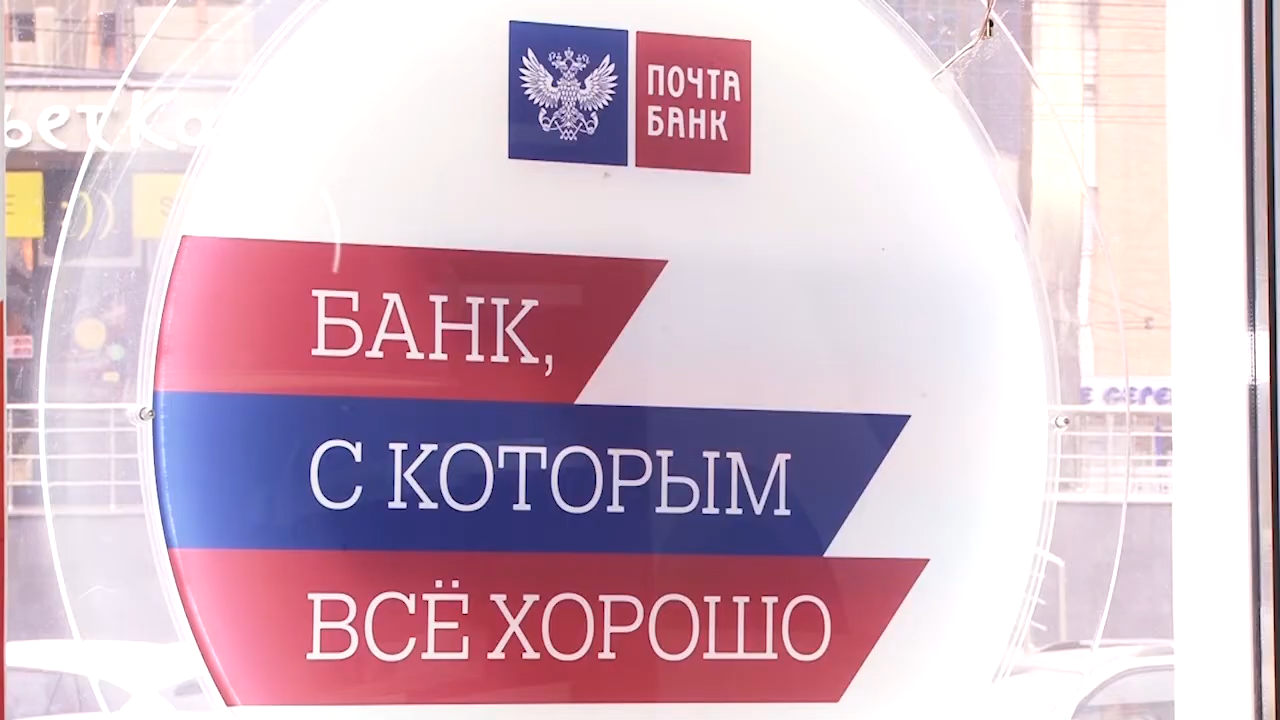 ПОЧТА
БАНК
БАНК,
С КОТОРЫМ
ВСЁ ХОРОШО